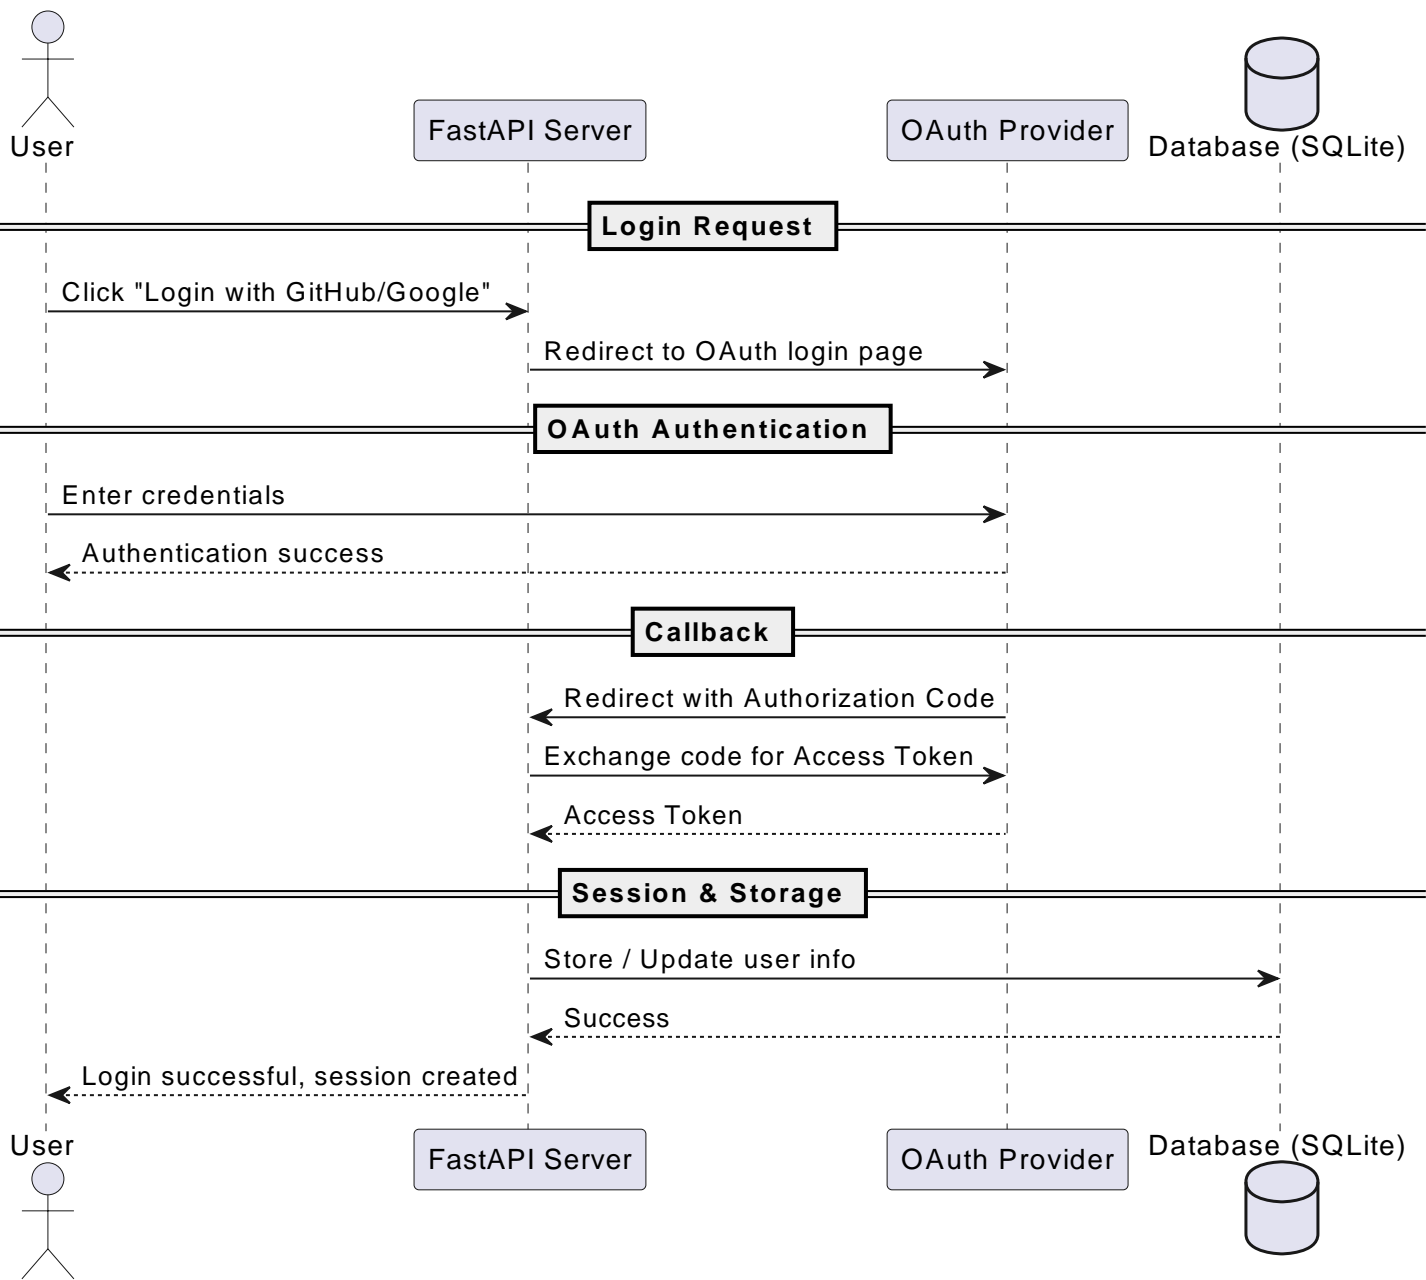 User
FastAPI Server
OAuth Provider
Database (SQLite)
Login Request
Click "Login with GitHub/Google"
Redirect to OAuth login page
OAuth Authentication
Enter credentials
Authentication success
Callback
Redirect with Authorization Code
Exchange code for Access Token
Access Token
Session & Storage
Store / Update user info
Success
Login successful, session created
User
FastAPI Server
OAuth Provider
Database (SQLite)